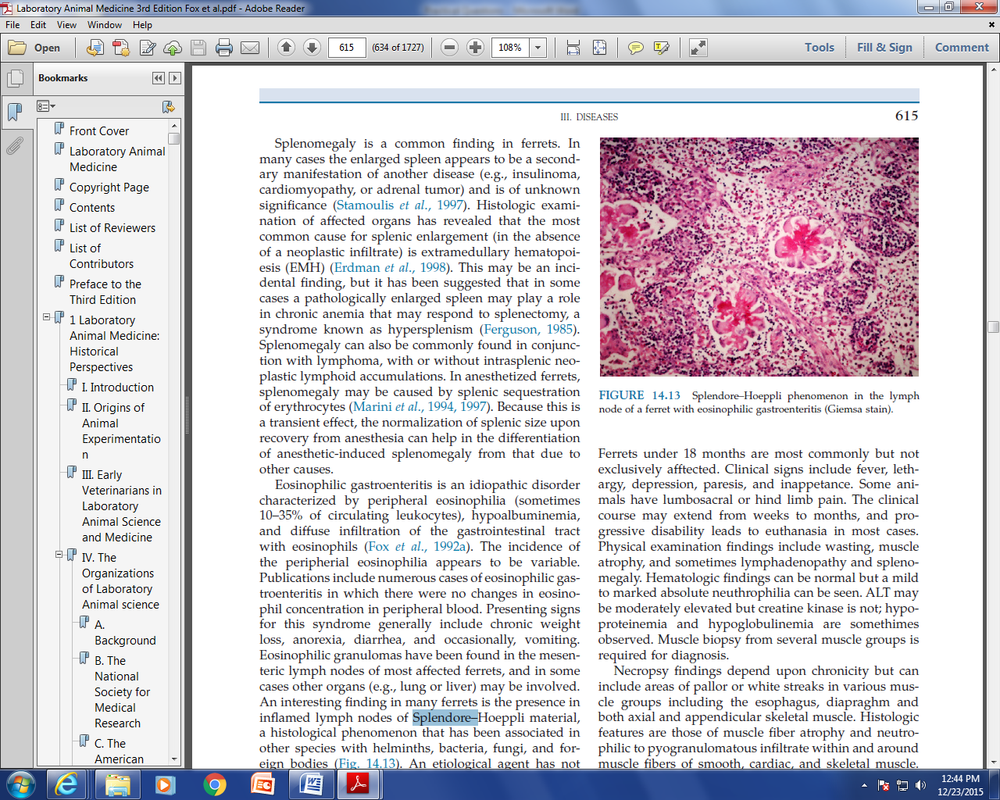 Laboratory Animal Medicine 3rd Edition Fox et al.pdf - Adobe Reader
File Edit View Window Help
Open
615
(634 of 1727)
108%
Tools
Fill & Sign
Comment
Bookmarks
Front Cover
Laboratory Animal
Medicine
Copyright Page
Contents
List of Reviewers
List of
Contributors
Preface to the
Third Edition
1 Laboratory
Animal Medicine:
Historical
Perspectives
I. Introduction
II. Origins of
Animal
Experimentatio
n
III. Early
Veterinarians in
Laboratory
Animal Science
and Medicine
IV. The
Organizations
of Laboratory
Animal science
A.
Background
B. The
National
Society for
Medical
Research
C. The
American
III. DISEASES
615
Splenomegaly is a common finding in ferrets. In
many cases the enlarged spleen appears to be a second-
ary manifestation of another disease (e.g., insulinoma,
cardiomyopathy, or adrenal tumor) and is of unknown
significance (Stamoulis et al., 1997). Histologic exami-
nation of affected organs has revealed that the most
common cause for splenic enlargement (in the absence
of a neoplastic infiltrate) is extramedullary hematopoi-
esis (EMH) (Erdman et al., 1998). This may be an inci-
dental finding, but it has been suggested that in some
cases a pathologically enlarged spleen may play a role
in chronic anemia that may respond to splenectomy, a
syndrome known as hypersplenism (Ferguson, 1985).
Splenomegaly can also be commonly found in conjunc-
tion with lymphoma, with or without intrasplenic neo-
plastic lymphoid accumulations. In anesthetized ferrets,
splenomegaly may be caused by splenic sequestration
of erythrocytes (Marini et al., 1994, 1997). Because this is
a transient effect, the normalization of splenic size upon
recovery from anesthesia can help in the differentiation
of anesthetic-induced splenomegaly from that due to
other causes.
Eosinophilic gastroenteritis is an idiopathic disorder
characterized by peripheral eosinophilia (sometimes
10–35% of circulating leukocytes), hypoalbuminemia,
and diffuse infiltration of the gastrointestinal tract
with eosinophils (Fox et al., 1992a). The incidence of
the peripherial eosinophilia appears to be variable.
Publications include numerous cases of eosinophilic gas-
troenteritis in which there were no changes in eosino-
phil concentration in peripheral blood. Presenting signs
for this syndrome generally include chronic weight
loss, anorexia, diarrhea, and occasionally, vomiting.
Eosinophilic granulomas have been found in the mesen-
teric lymph nodes of most affected ferrets, and in some
cases other organs (e.g., lung or liver) may be involved.
An interesting finding in many ferrets is the presence in
inflamed lymph nodes of Splendore–Hoeppli material,
a histological phenomenon that has been associated in
other species with helminths, bacteria, fungi, and for-
eign bodies (Fig. 14.13). An etiological agent has not
FIGURE 14.13 Splendore–Hoeppli phenomenon in the lymph
node of a ferret with eosinophilic gastroenteritis (Giemsa stain).
Ferrets under 18 months are most commonly but not
exclusively afftected. Clinical signs include fever, leth-
argy, depression, paresis, and inappetance. Some ani-
mals have lumbosacral or hind limb pain. The clinical
course may extend from weeks to months, and pro-
gressive disability leads to euthanasia in most cases.
Physical examination findings include wasting, muscle
atrophy, and sometimes lymphadenopathy and spleno-
megaly. Hematologic findings can be normal but a mild
to marked absolute neuthrophilia can be seen. ALT may
be moderately elevated but creatine kinase is not; hypo-
proteinemia and hypoglobulinemia are somethimes
observed. Muscle biopsy from several muscle groups is
required for diagnosis.
Necropsy findings depend upon chronicity but can
include areas of pallor or white streaks in various mus-
cle groups including the esophagus, diapraghm and
both axial and appendicular skeletal muscle. Histologic
features are those of muscle fiber atrophy and neutro-
philic to pyogranulomatous infiltrate within and around
muscle fibers of smooth, cardiac, and skeletal muscle.
12:44 PM
12/23/2015